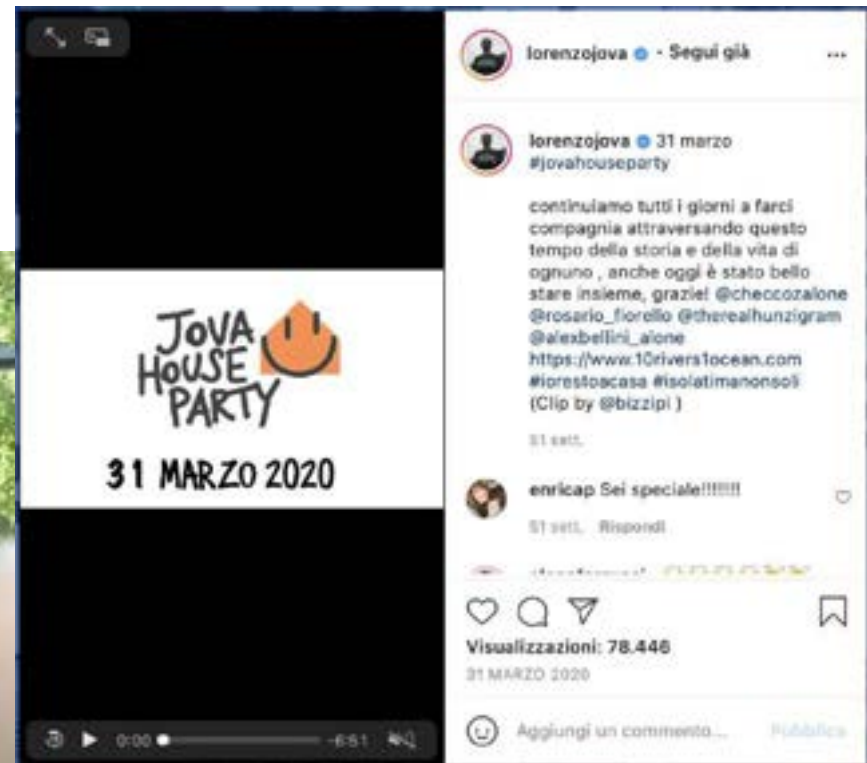 JOVA
HOUSE
PARTY
31 MARZO 2020
0:00
-6:51
lorenzojova • Segui già
lorenzojova 31 marzo
#jovahouseparty
continuiamo tutti i giorni a farci
compagnia attraversando questo
tempo della storia e della vita di
ognuno , anche oggi è stato bello
stare insieme, grazie! @checcozalone
@rosario_fiorello @therealhunzigram
@alexbellini_aione
https://www.10rivers1ocean.com
#iorestoacasa #isolatimanonsoli
(Clip by @bizzipi )
51 sett.
enricap Sei speciale!!!!!!!
51 sett. Rispondi
Visualizzazioni: 78.446
31 MARZO 2020
Aggiungi un commento... Pubblica